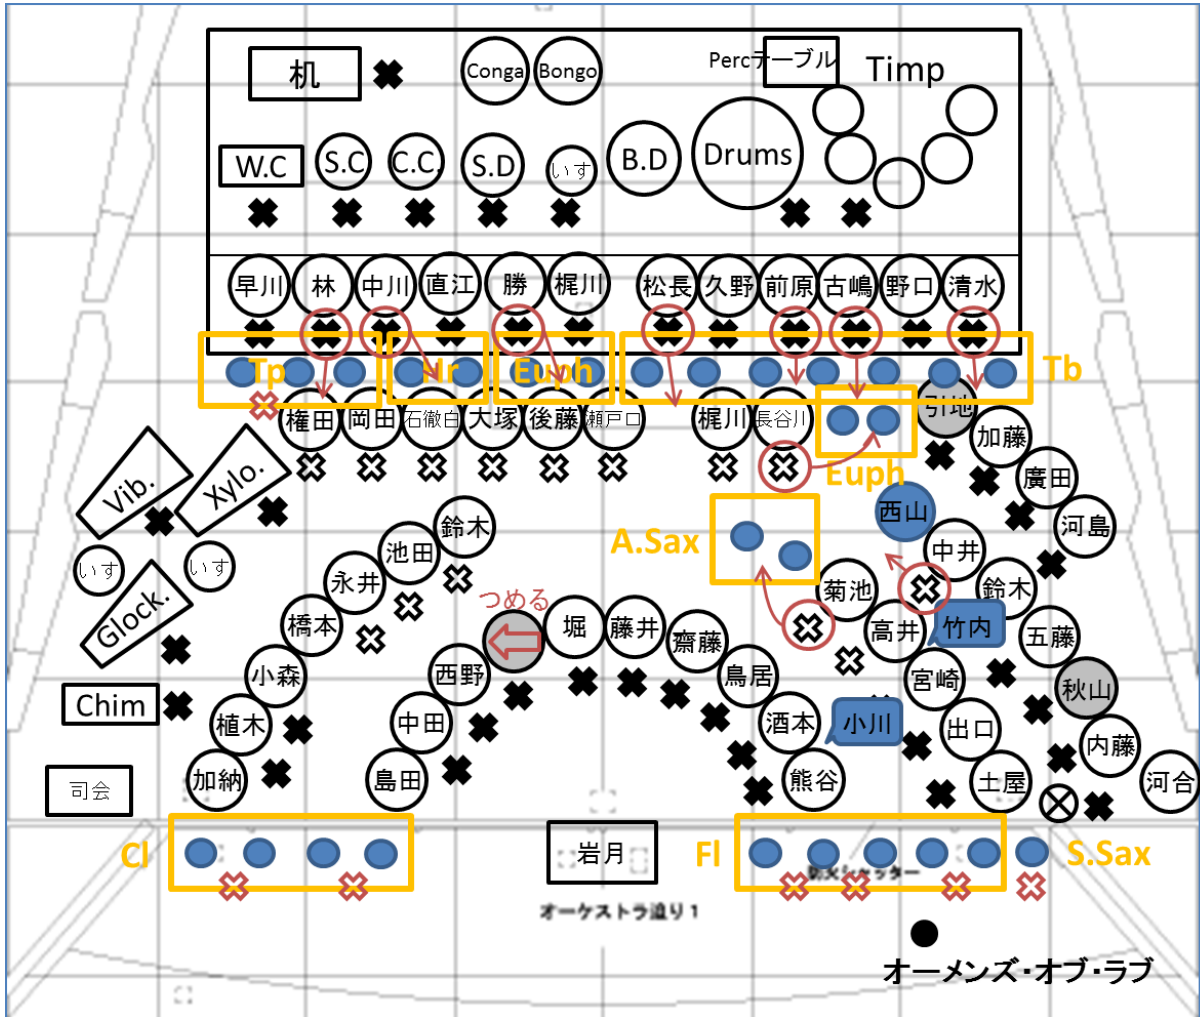 机
Conga
Bongo
Percテーブル
Timp
W.C
S.C
C.C.
S.D
いす
B.D
Drums
早川
林
中川
直江
勝
梶川
松長
久野
前原
古嶋
野口
清水
Tp
Hr
Euph
Tb
権田
岡田
石徹白
大塚
後藤
瀬戸口
梶川
長谷川
引地
加藤
廣田
河島
Euph
Vib.
Xylo.
いす
いす
Glock.
Chim
司会
鈴木
池田
永井
橋本
小森
植木
加納
A.Sax
西山
中井
菊池
鈴木
高井
竹内
五藤
宮崎
秋山
出口
内藤
土屋
河合
つめる
堀
藤井
齋藤
鳥居
西野
中田
島田
酒本
小川
熊谷
Cl
岩月
Fl
S.Sax
防火シャッター
オーケストラ迫り1
オーメンズ・オブ・ラブ